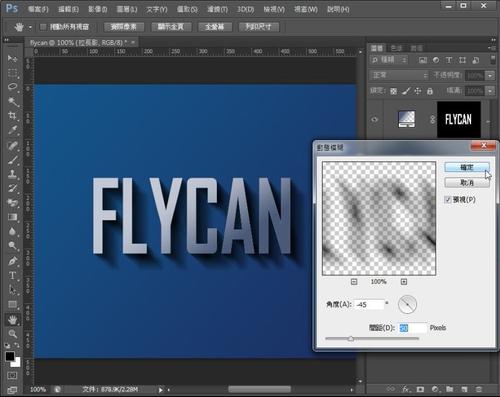 Ps 檔案(F) 編輯(E) 影像(I) 圖層(L) 文字(Y) 選取(S) 濾鏡(T) 3D(D) 檢視(V) 視窗(W) 說明(H)
捲動所有視窗 實際像素 顯示全頁 全螢幕 列印尺寸
flycan @ 100% (拉長影, RGB/8) *
圖層 色版 路徑
種類
正常 不透明度: 100%
鎖定: 填滿: 100%
FLYCAN
FLYCAN
動態模糊
確定
取消
預視(P)
100%
角度(A): -45 °
間距(D): 50 Pixels
100% 文件: 878.9K/2.28M